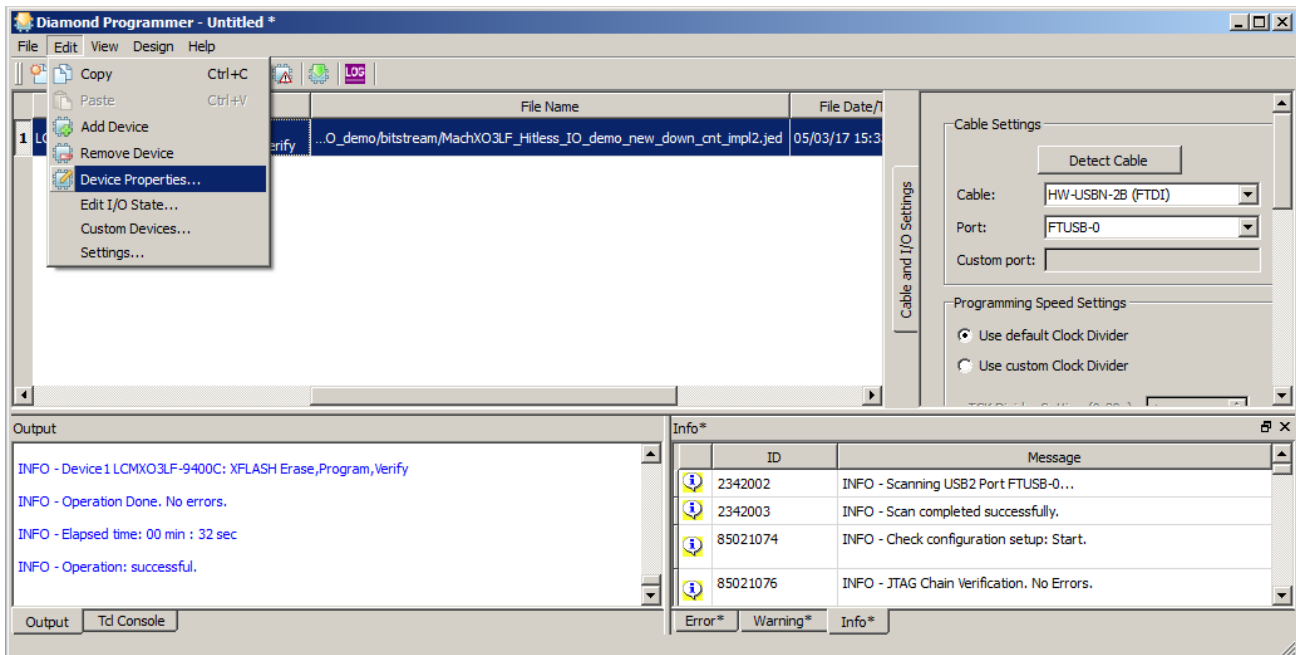 Diamond Programmer - Untitled *
File Edit View Design Help
LOG
Copy Ctrl+C
Paste Ctrl+V
Add Device
Remove Device
Device Properties...
Edit I/O State...
Custom Devices...
Settings...
File Name File Date/T
1 LC erify ...O_demo/bitstream/MachXO3LF_Hitless_IO_demo_new_down_cnt_impl2.jed 05/03/17 15:3
Cable and I/O Settings
Cable Settings
Detect Cable
Cable: HW-USBN-2B (FTDI)
Port: FTUSB-0
Custom port:
Programming Speed Settings
Use default Clock Divider
Use custom Clock Divider
Output
INFO - Device1 LCMXO3LF-9400C: XFLASH Erase,Program,Verify
INFO - Operation Done. No errors.
INFO - Elapsed time: 00 min : 32 sec
INFO - Operation: successful.
Output Tcl Console
Info*
ID Message
2342002 INFO - Scanning USB2 Port FTUSB-0...
2342003 INFO - Scan completed successfully.
85021074 INFO - Check configuration setup: Start.
85021076 INFO - JTAG Chain Verification. No Errors.
Error* Warning* Info*